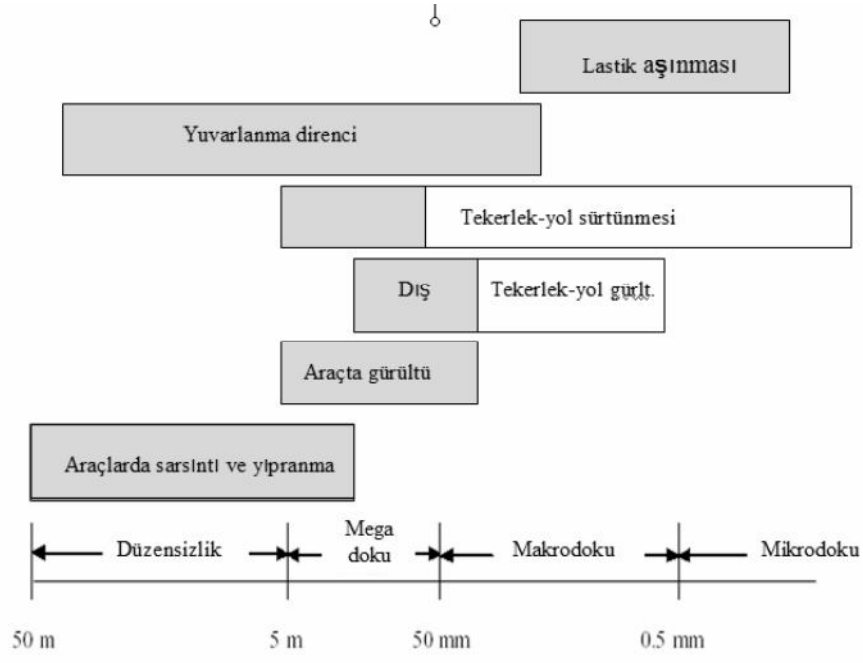 Lastik aşınması
Yuvarlanma direnci
Tekerlek-yol sürtünmesi
Dış
Tekerlek-yol gürlt.
Araçta gürültü
Araçlarda sarsıntı ve yıpranma
Düzensizlik
Mega
doku
Makrodoku
Mikrodoku
50 m
5 m
50 mm
0.5 mm